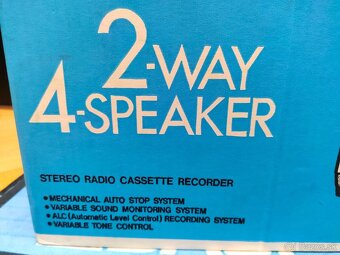 2-WAY
4-SPEAKER
STEREO RADIO CASSETTE RECORDER
●MECHANICAL AUTO STOP SYSTEM
●VARIABLE SOUND MONITORING SYSTEM
●ALC (Automatic Level Control) RECORDING SYSTEM
●VARIABLE TONE CONTROL